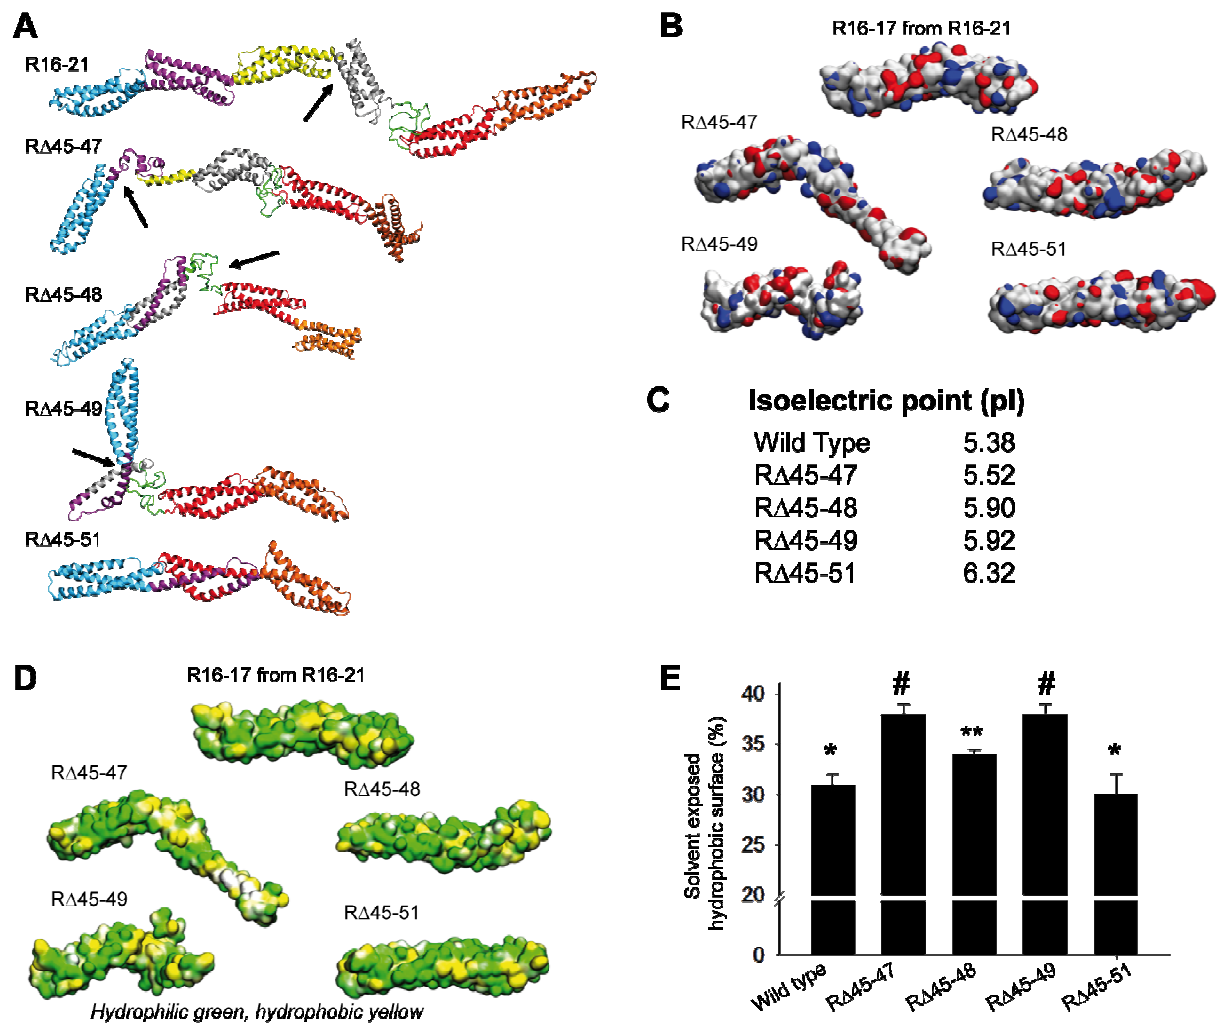 A
R16-21
RΔ45-47
RΔ45-48
RΔ45-49
RΔ45-51
B
R16-17 from R16-21
RΔ45-47
RΔ45-48
RΔ45-49
RΔ45-51
C
Isoelectric point (pI)
Wild Type 5.38
RΔ45-47 5.52
RΔ45-48 5.90
RΔ45-49 5.92
RΔ45-51 6.32
D
R16-17 from R16-21
RΔ45-47
RΔ45-48
RΔ45-49
RΔ45-51
Hydrophilic green, hydrophobic yellow
E
Solvent exposed
hydrophobic surface (%)
40
35
30
25
20
0
*
#
**
#
*
Wild type
RΔ45-47
RΔ45-48
RΔ45-49
RΔ45-51